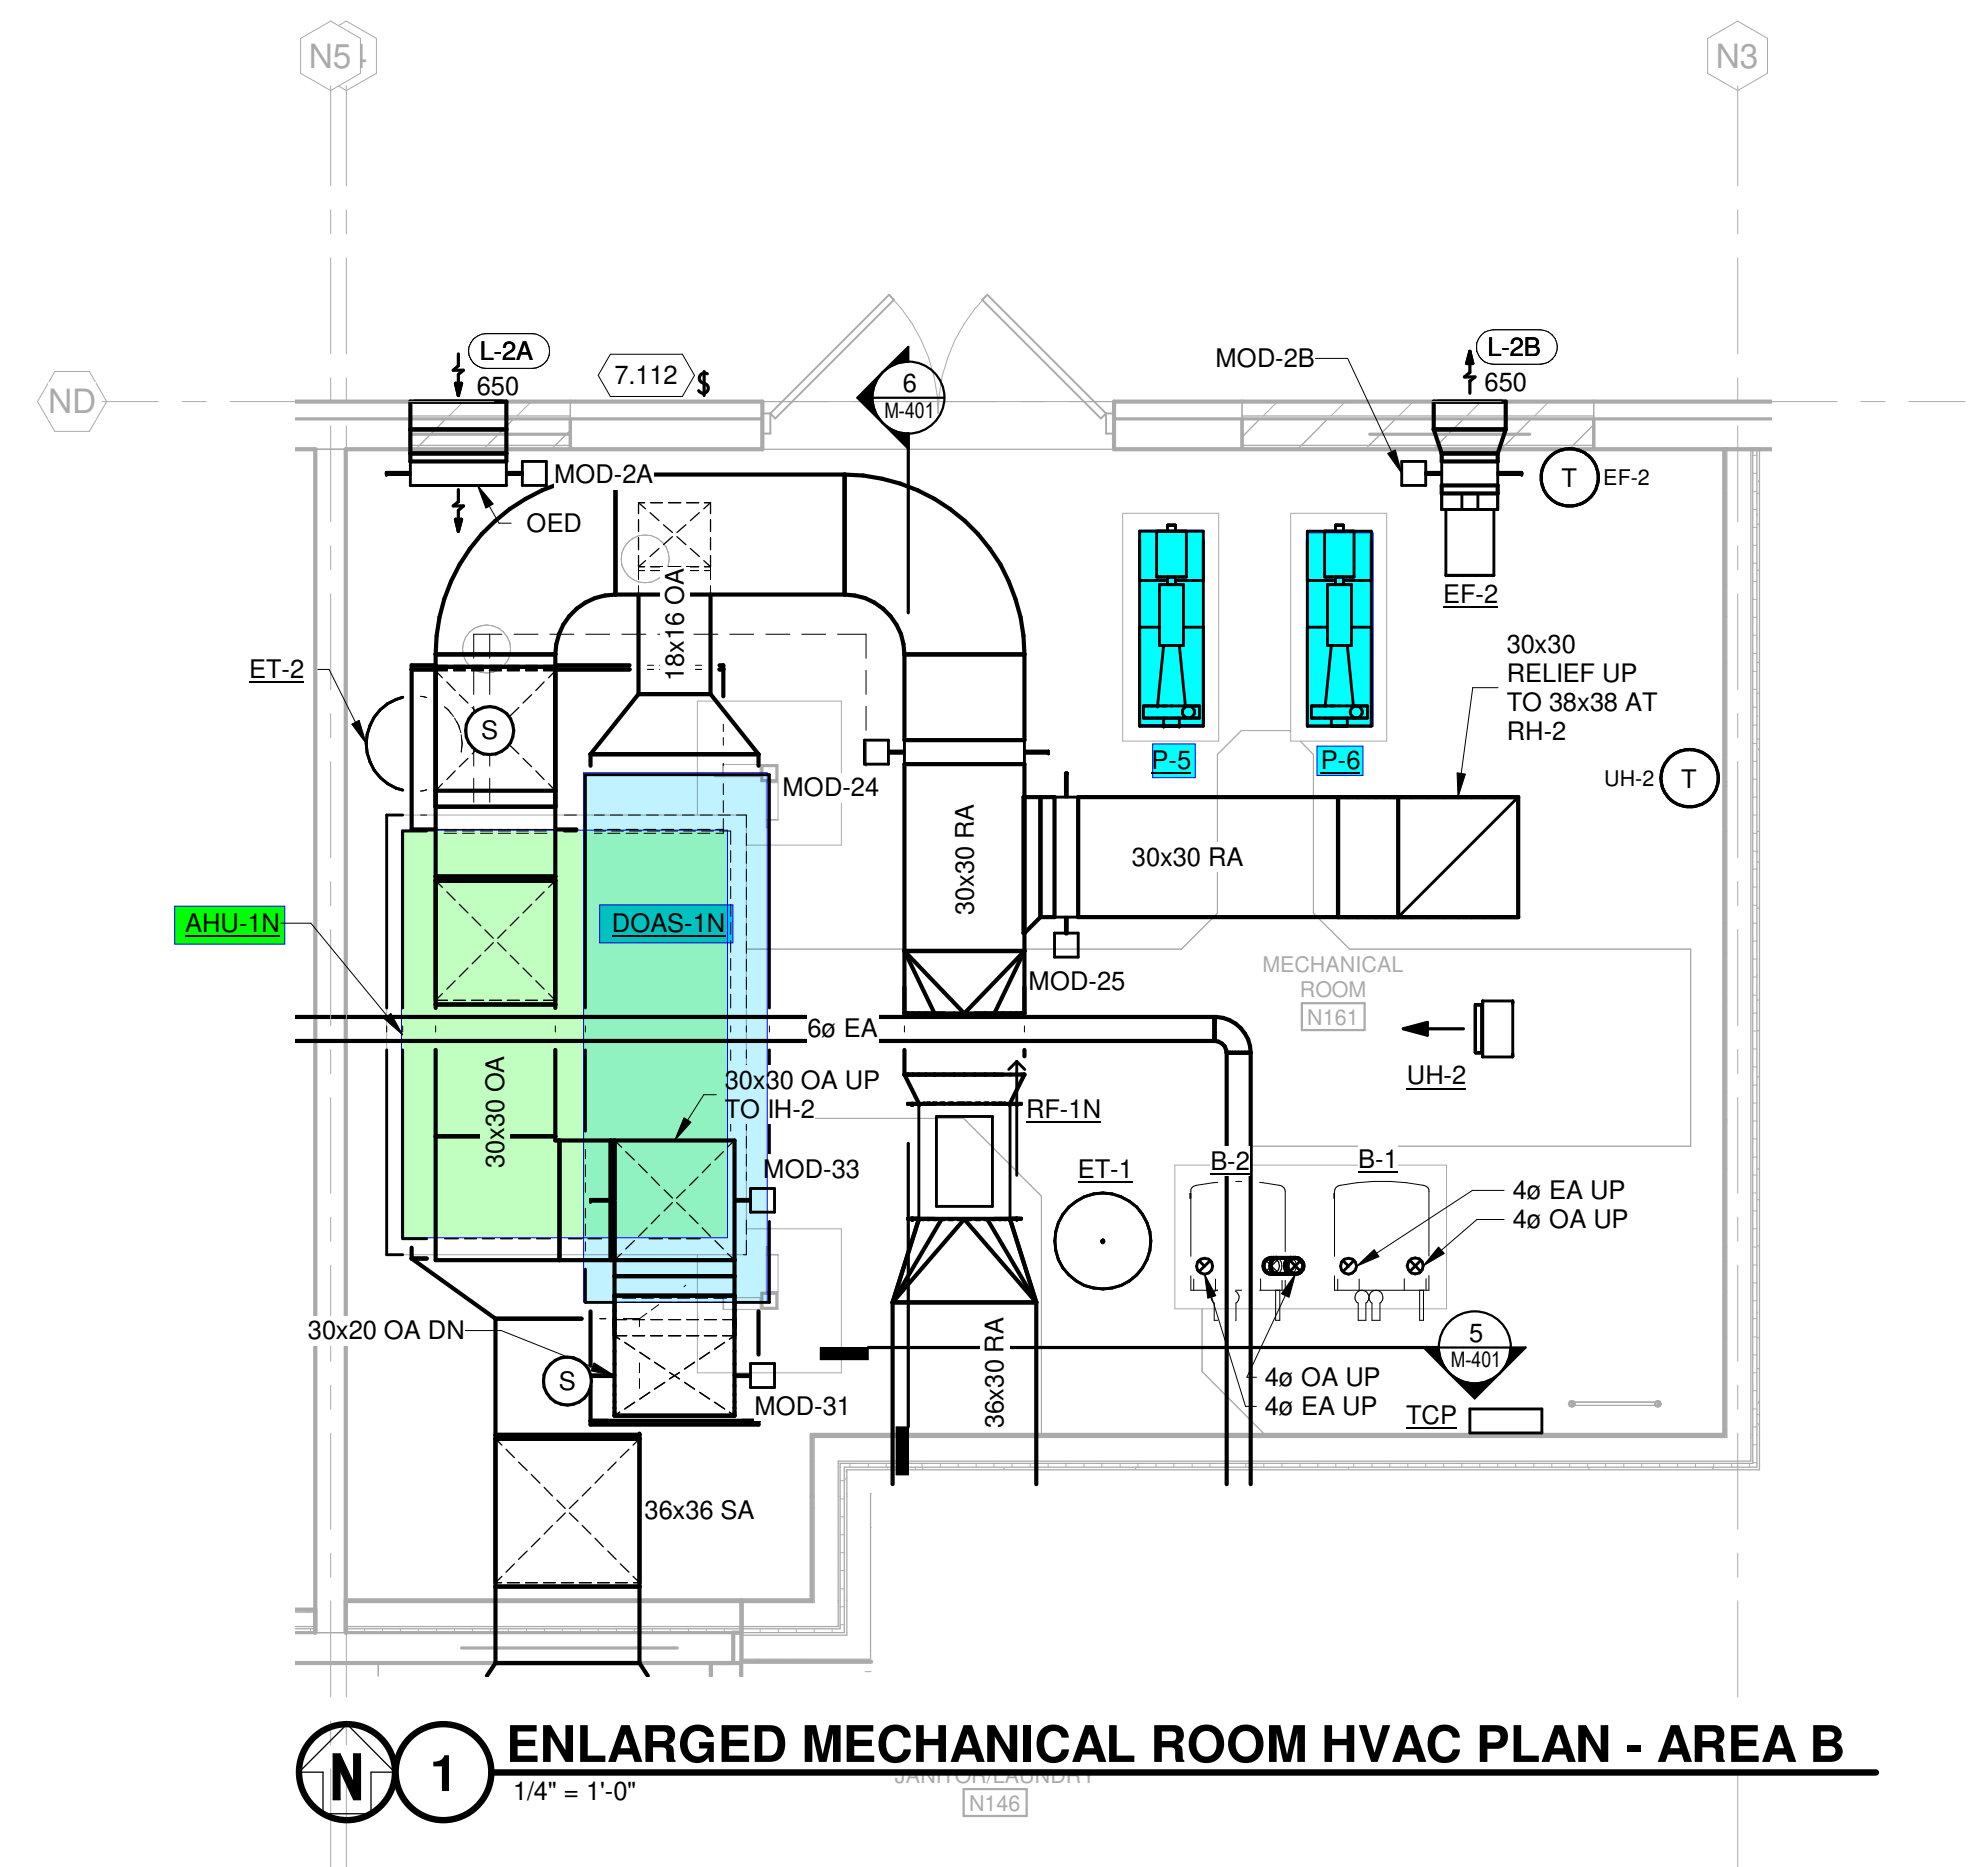 N5
N3
ND
L-2A
650
7.112
$
6
M-401
MOD-2B
L-2B
650
MOD-2A
OED
T
EF-2
EF-2
18x16 OA
ET-2
S
30x30
RELIEF UP
TO 38x38 AT
RH-2
P-5
P-6
MOD-24
UH-2
T
30x30 RA
30x30 RA
AHU-1N
DOAS-1N
MECHANICAL
ROOM
N161
MOD-25
6ø EA
30x30 OA
30x30 OA UP
TO IH-2
UH-2
RF-1N
MOD-33
ET-1
B-2
B-1
4ø EA UP
4ø OA UP
30x20 OA DN
S
MOD-31
36x30 RA
5
M-401
4ø OA UP
4ø EA UP
TCP
36x36 SA
N
1
ENLARGED MECHANICAL ROOM HVAC PLAN - AREA B
1/4" = 1'-0"
JANITOR/LAUNDRY
N146